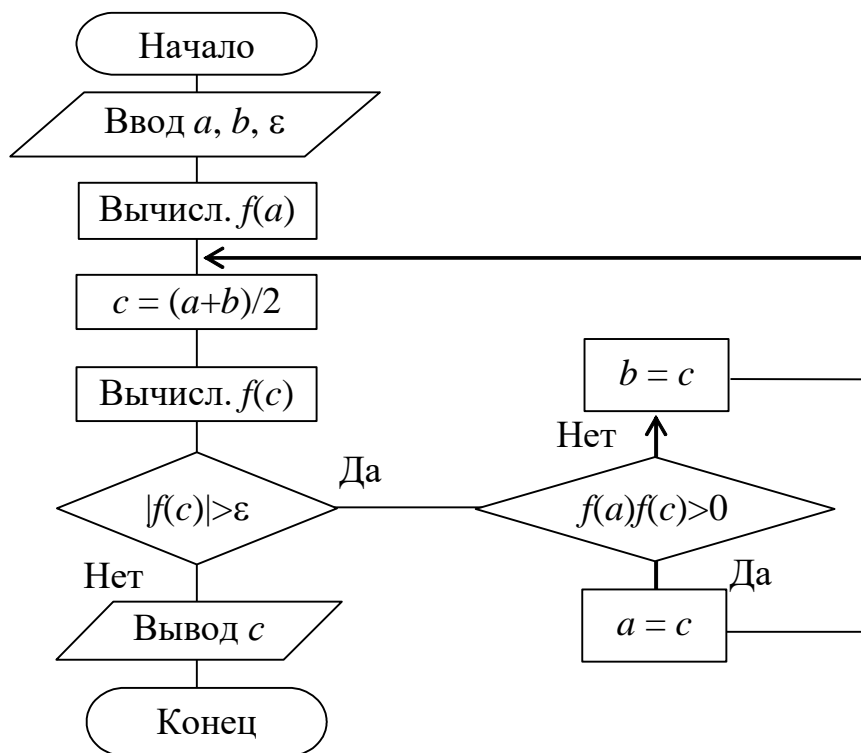 Начало
Ввод a, b, ε
Вычисл. f(a)
c = (a+b)/2
Вычисл. f(c)
b = c
Нет
Да
|f(c)|>ε
f(a)f(c)>0
Нет
Да
Вывод c
a = c
Конец